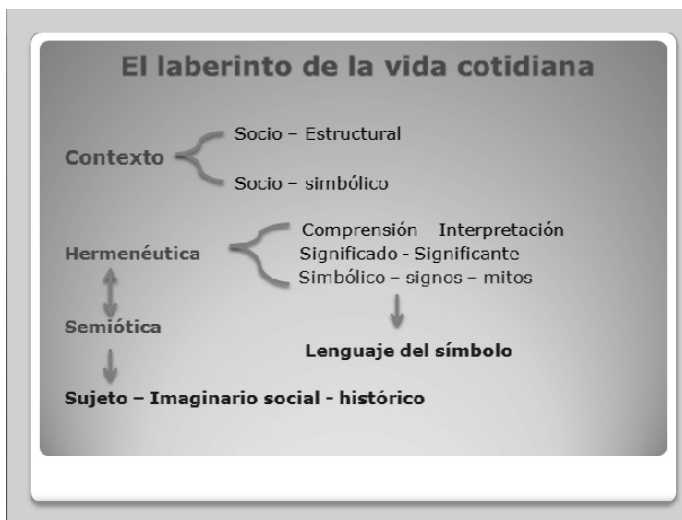 El laberinto de la vida cotidiana
Contexto
Socio – Estructural
Socio – simbólico
Hermenéutica
Comprensión Interpretación
Significado - Significante
Simbólico – signos – mitos
Semiótica
Lenguaje del símbolo
Sujeto – Imaginario social - histórico